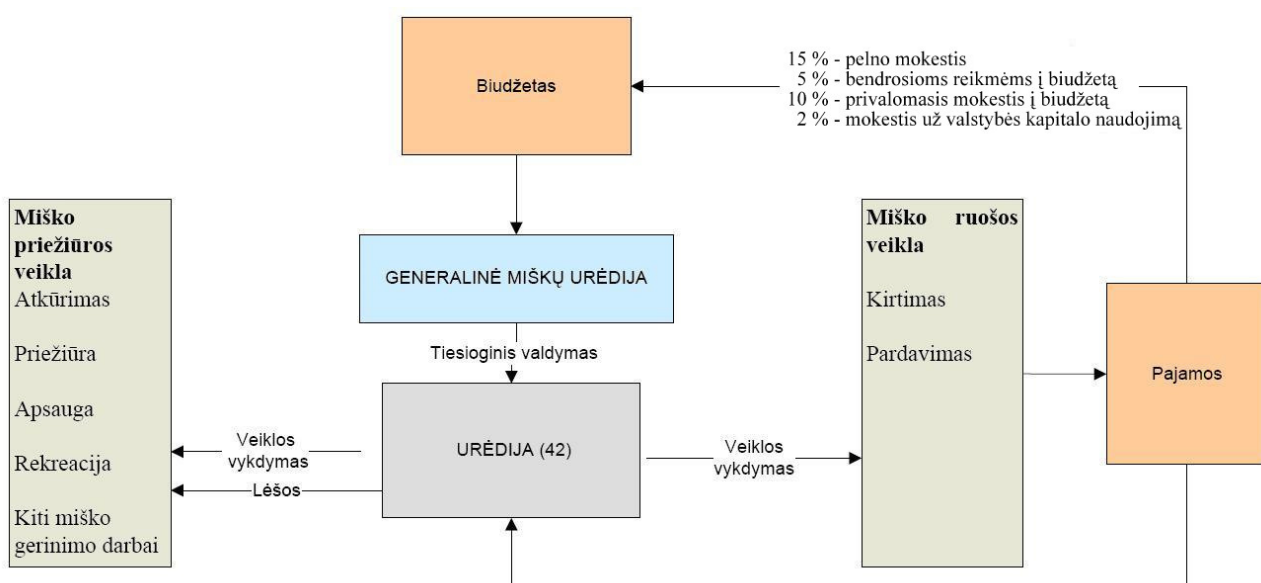 Biudžetas
15 % - pelno mokestis
5 % - bendrosioms reikmėms į biudžetą
10 % - privalomasis mokestis į biudžetą
2 % - mokestis už valstybės kapitalo naudojimą
Miško
priežiūros
veikla
Atkūrimas
Priežiūra
Apsauga
Rekreacija
Kiti miško
gerinimo darbai
GENERALINĖ MIŠKŲ URĖDIJA
Tiesioginis valdymas
URĖDIJA (42)
Veiklos
vykdymas
Lėšos
Veiklos
vykdymas
Miško ruošos
veikla
Kirtimas
Pardavimas
Pajamos